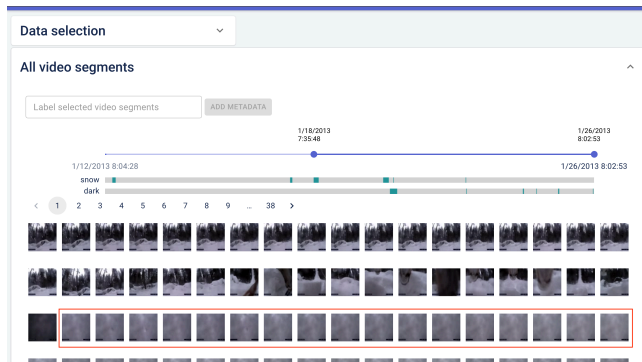 Data selection
All video segments
Label selected video segments ADD METADATA
1/18/2013
7:35:48
1/26/2013
8:02:53
1/12/2013 8:04:28 1/26/2013 8:02:53
snow
dark
< 1 2 3 4 5 6 7 8 9 … 38 >